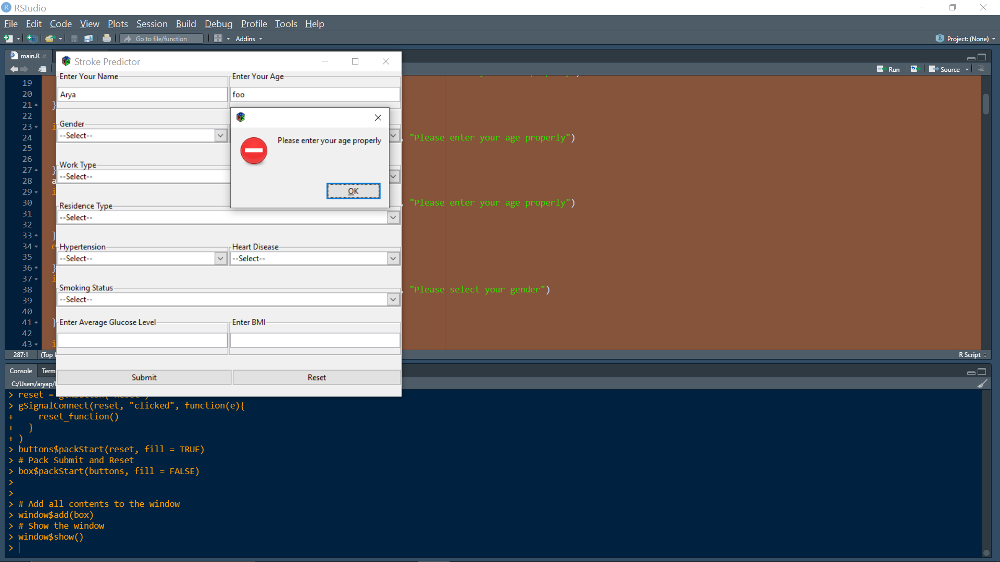 RStudio
File Edit Code View Plots Session Build Debug Profile Tools Help
Go to file/function Addins Project: (None)
main.R
Run Source
Stroke Predictor
Enter Your Name Enter Your Age
Arya foo
Gender
--Select--
Please enter your age properly
OK
Work Type
--Select--
Residence Type
--Select--
Hypertension Heart Disease
--Select-- --Select--
Smoking Status
--Select--
Enter Average Glucose Level Enter BMI
Submit Reset
19
20
21 }
22
23 i
24 "Please enter your age properly")
25
26
27 }
28 a
29 i
30 "Please enter your age properly")
31
32
33 }
34 e
35
36 }
37 i
38 "Please select your gender")
39
40
41 }
42
43 i
287:1 (Top R Script
Console Term
C:/Users/aryap/
> reset =
> gSignalConnect(reset, "clicked", function(e){
+ reset_function()
+ }
+ )
> buttons$packStart(reset, fill = TRUE)
> # Pack Submit and Reset
> box$packStart(buttons, fill = FALSE)
>
>
> # Add all contents to the window
> window$add(box)
> # Show the window
> window$show()
>